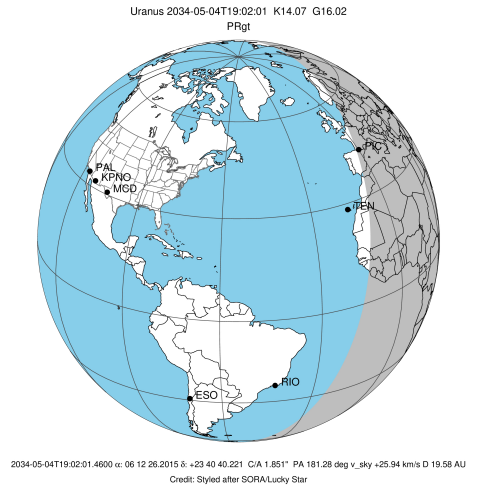 Uranus 2034-05-04T19:02:01 K14.07 G16.02
PRgt
PIC
PAL
KPNO
MCD
TEN
RIO
ESO
2034-05-04T19:02:01.4600 α: 06 12 26.2015 δ: +23 40 40.221 C/A 1.851" PA 181.28 deg v_sky +25.94 km/s D 19.58 AU
Credit: Styled after SORA/Lucky Star